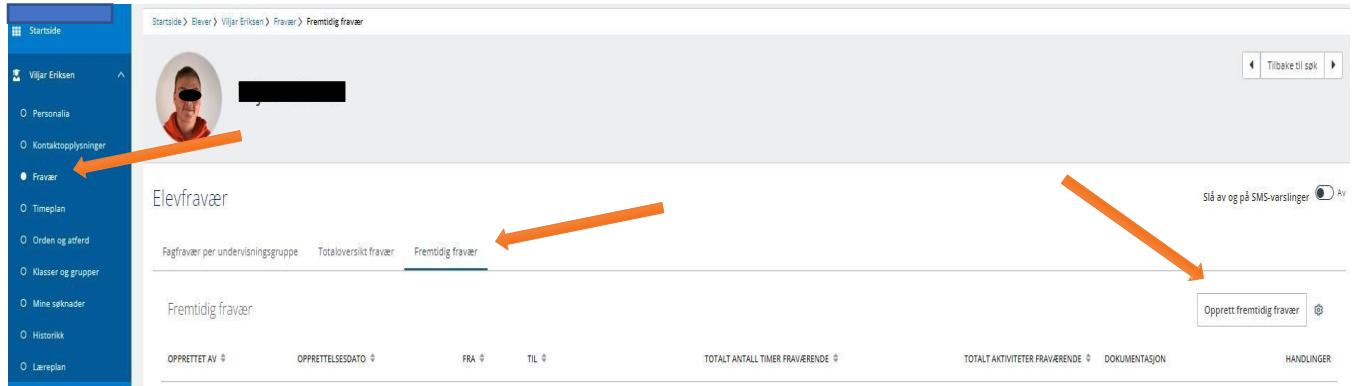 Startside
Viljar Eriksen
Personalia
Kontaktopplysninger
Fravær
Timeplan
Orden og atferd
Klasser og grupper
Mine søknader
Historikk
Læreplan
Startside > Elever > Viljar Eriksen > Fravær > Fremtidig fravær
Tilbake til søk
Elevfravær
Slå av og på SMS-varslinger Av
Fagfravær per undervisningsgruppe Totaloversikt fravær Fremtidig fravær
Fremtidig fravær
Opprett fremtidig fravær
OPPRETTET AV OPPRETTELSESDATO FRA TIL TOTALT ANTALL TIMER FRAVÆRENDE TOTALT AKTIVITETER FRAVÆRENDE DOKUMENTASJON HANDLINGER